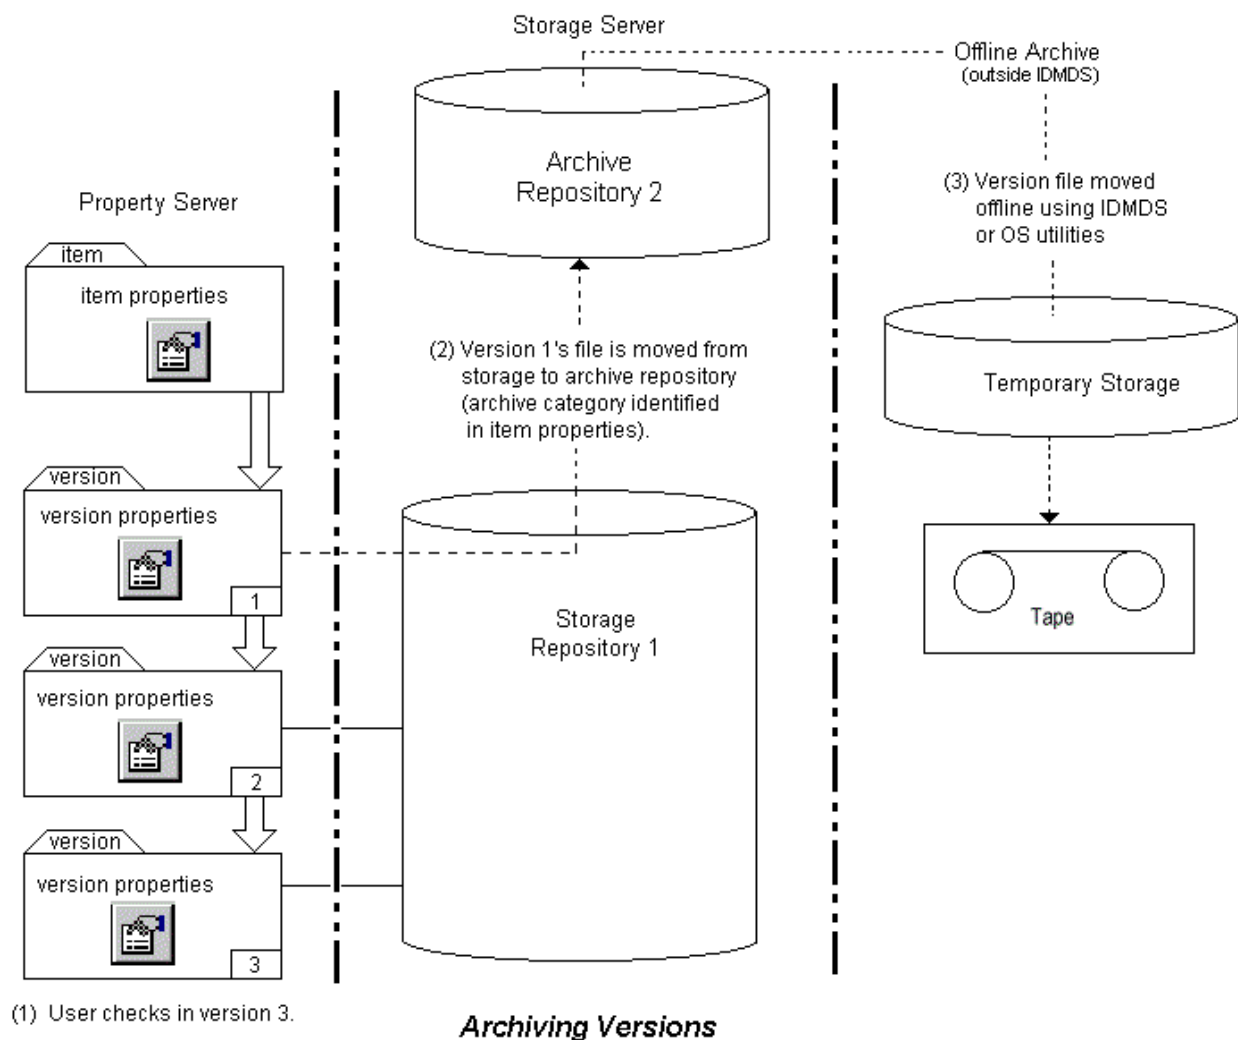 Storage Server
Offline Archive
(outside IDMDS)
Archive
Repository 2
(3) Version file moved
offline using IDMDS
or OS utilities
Property Server
item
item properties
(2) Version 1's file is moved from
storage to archive repository
(archive category identified
in item properties).
Temporary Storage
version
version properties
1
Storage
Repository 1
Tape
version
version properties
2
version
version properties
3
(1) User checks in version 3.
Archiving Versions